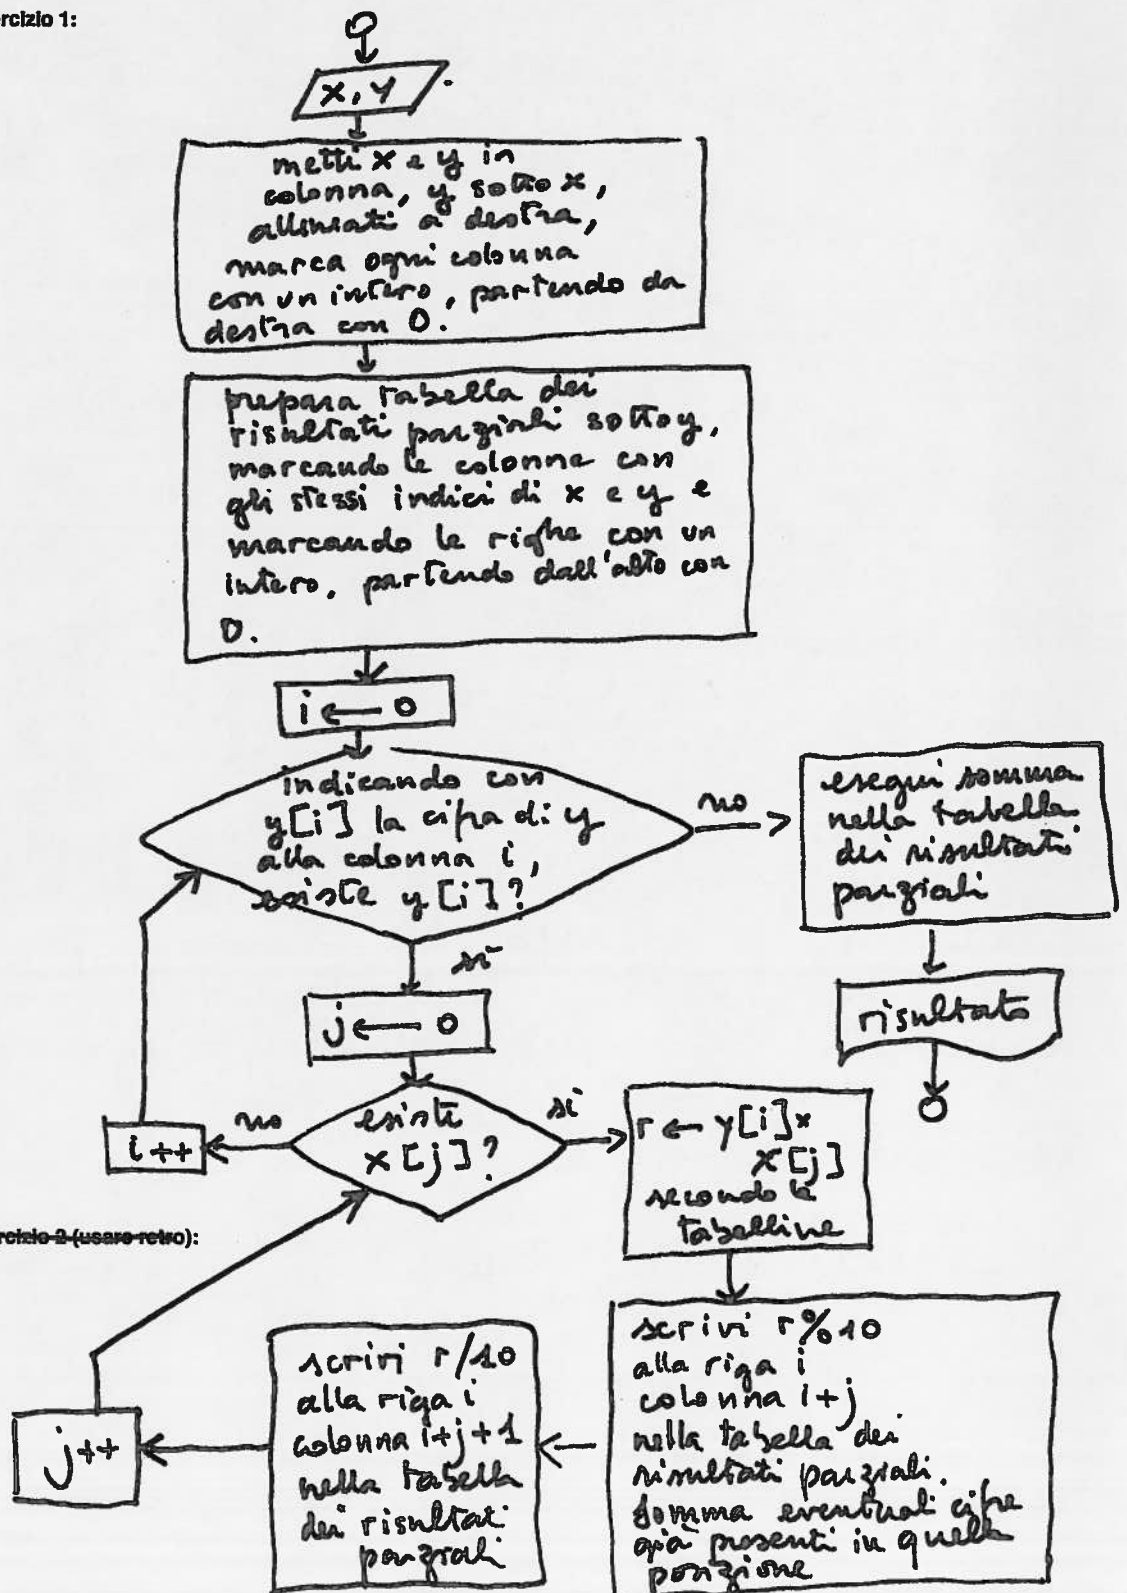 rcizio 1:
x, y
metti x e y in
colonna, y sotto x,
allineati a destra,
marca ogni colonna
con un intero, partendo da
destra con 0.
prepara tabella dei
risultati parziali sotto y,
marcando le colonne con
gli stessi indici di x e y e
marcando le righe con un
intero, partendo dall'alto con
0.
i ← 0
indicando con
y[i] la cifra di y
alla colonna i,
esiste y[i]?
no
esegui somma
nella tabella
dei risultati
parziali
risultato
sì
j ← 0
esiste
x[j]?
no
i++
sì
r ← y[i]×
x[j]
secondo le
tabelline
rcizio 2 (usare retro):
scrivi r%10
alla riga i
colonna i+j
nella tabella dei
risultati parziali.
somma eventuali cifre
già presenti in quella
posizione
scrivi r/10
alla riga i
colonna i+j+1
nella tabella
dei risultati
parziali
j++